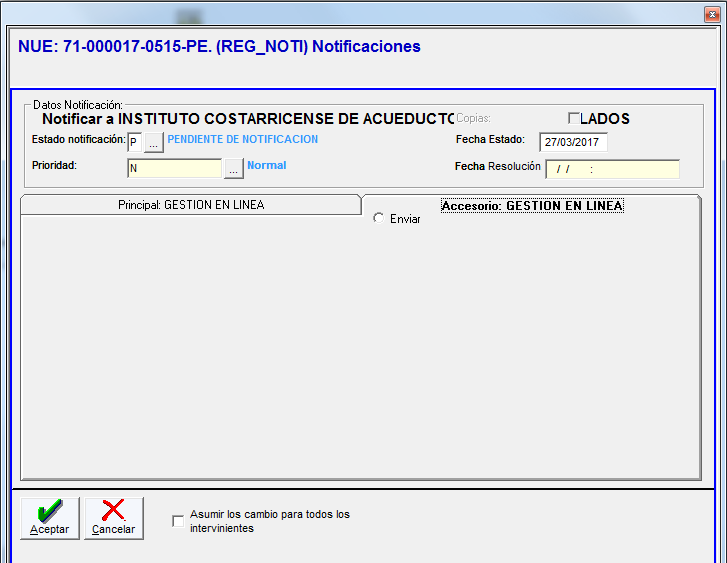 NUE: 71-000017-0515-PE. (REG_NOTI) Notificaciones
Datos Notificación:
Notificar a INSTITUTO COSTARRICENSE DE ACUEDUCTO
Copias:
LADOS
Estado notificación:
P
...
PENDIENTE DE NOTIFICACION
Fecha Estado:
27/03/2017
Prioridad:
N
...
Normal
Fecha Resolución
/ / :
Principal: GESTION EN LINEA
Accesorio: GESTION EN LINEA
Enviar
Aceptar
Cancelar
Asumir los cambio para todos los
intervinientes